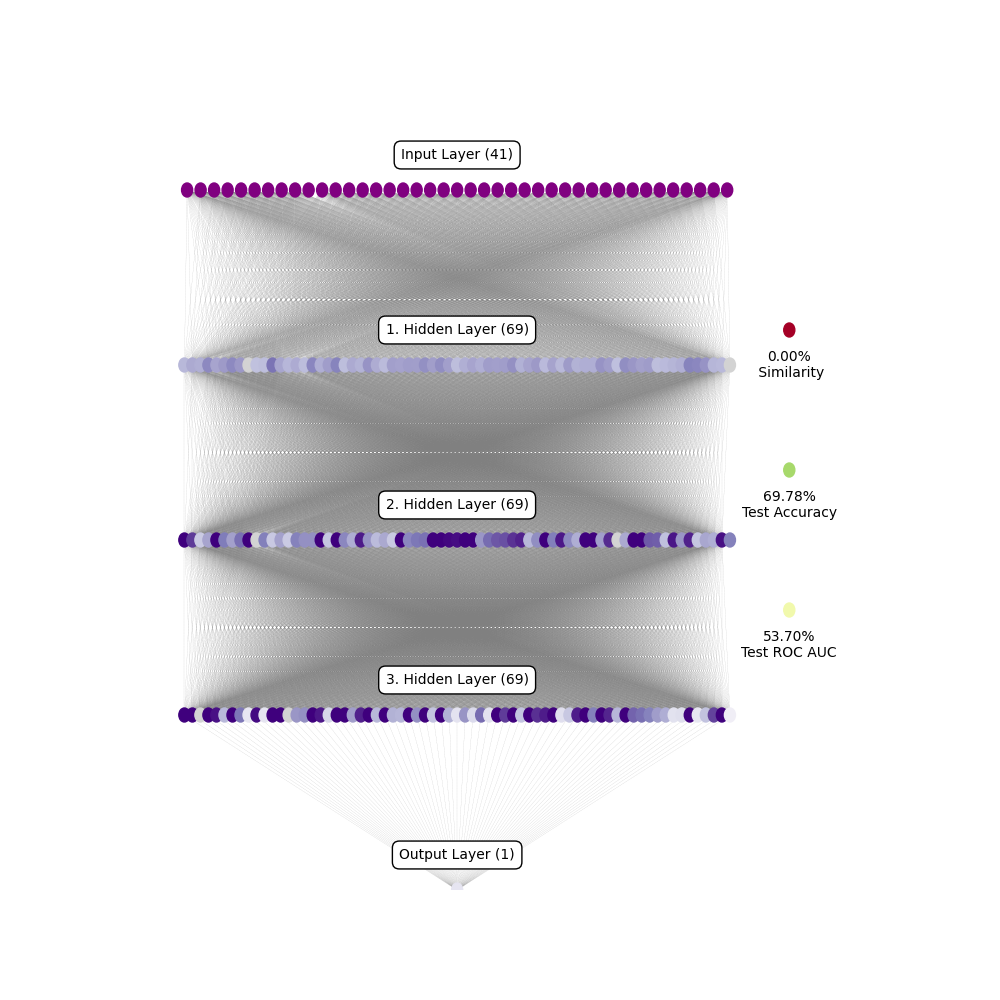 Input Layer (41)
1. Hidden Layer (69)
0.00%
Similarity
69.78%
Test Accuracy
2. Hidden Layer (69)
53.70%
Test ROC AUC
3. Hidden Layer (69)
Output Layer (1)